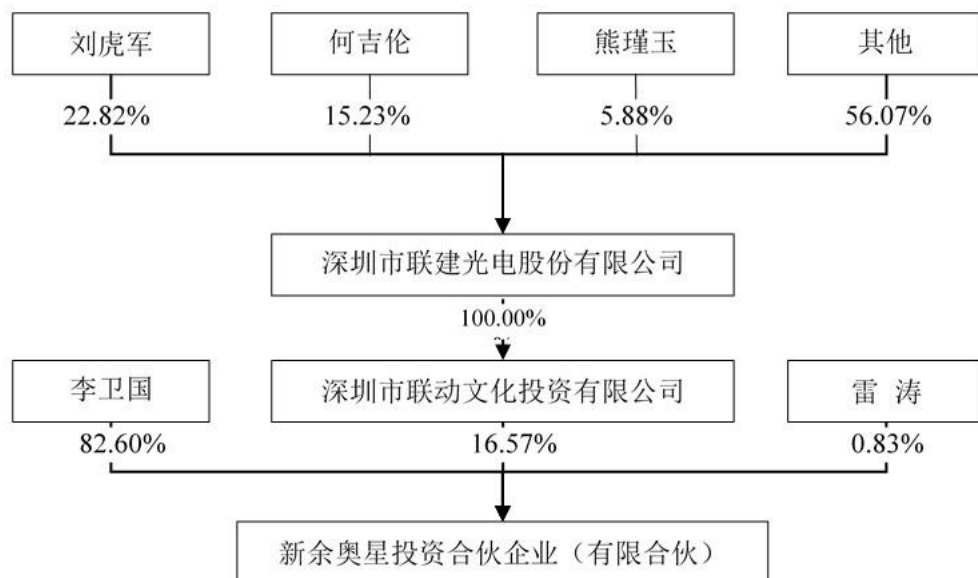 刘虎军 何吉伦 熊瑾玉 其他
22.82% 15.23% 5.88% 56.07%
深圳市联建光电股份有限公司
100.00%
李卫国 深圳市联动文化投资有限公司 雷 涛
82.60% 16.57% 0.83%
新余奥星投资合伙企业（有限合伙）